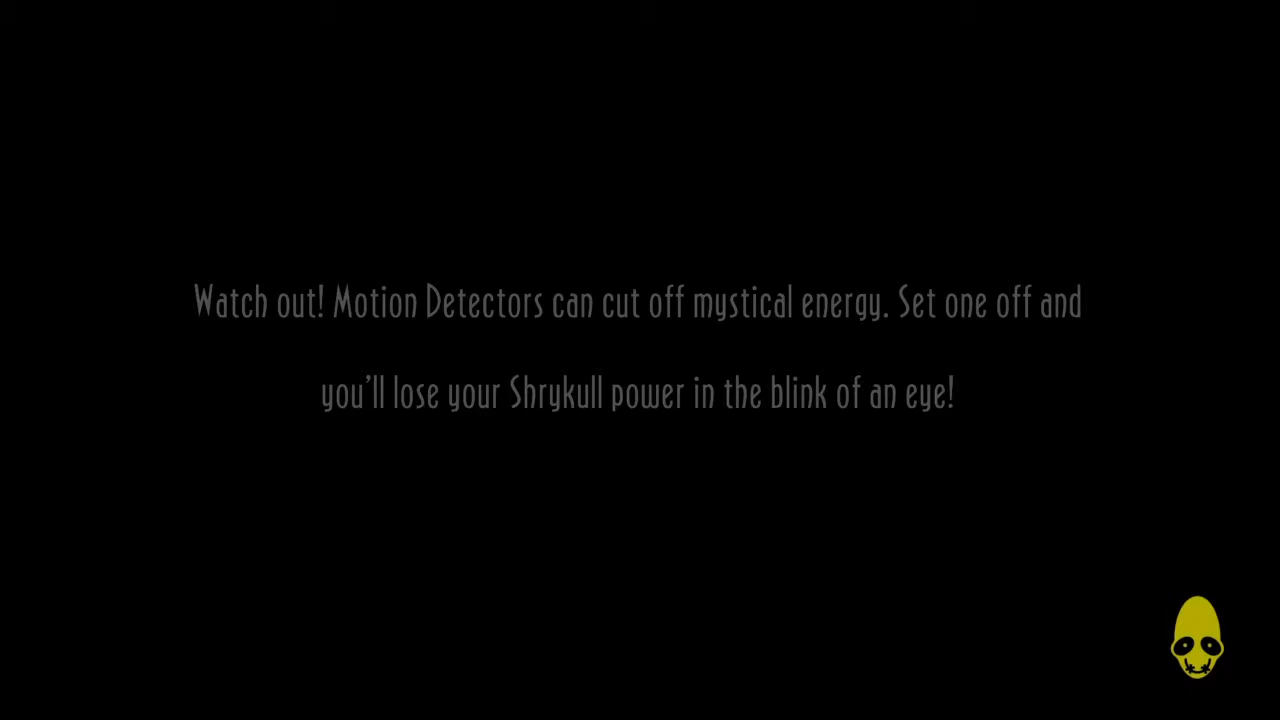 Watch out! Motion Detectors can cut off mystical energy. Set one off and
you'll lose your Shrykull power in the blink of an eye!